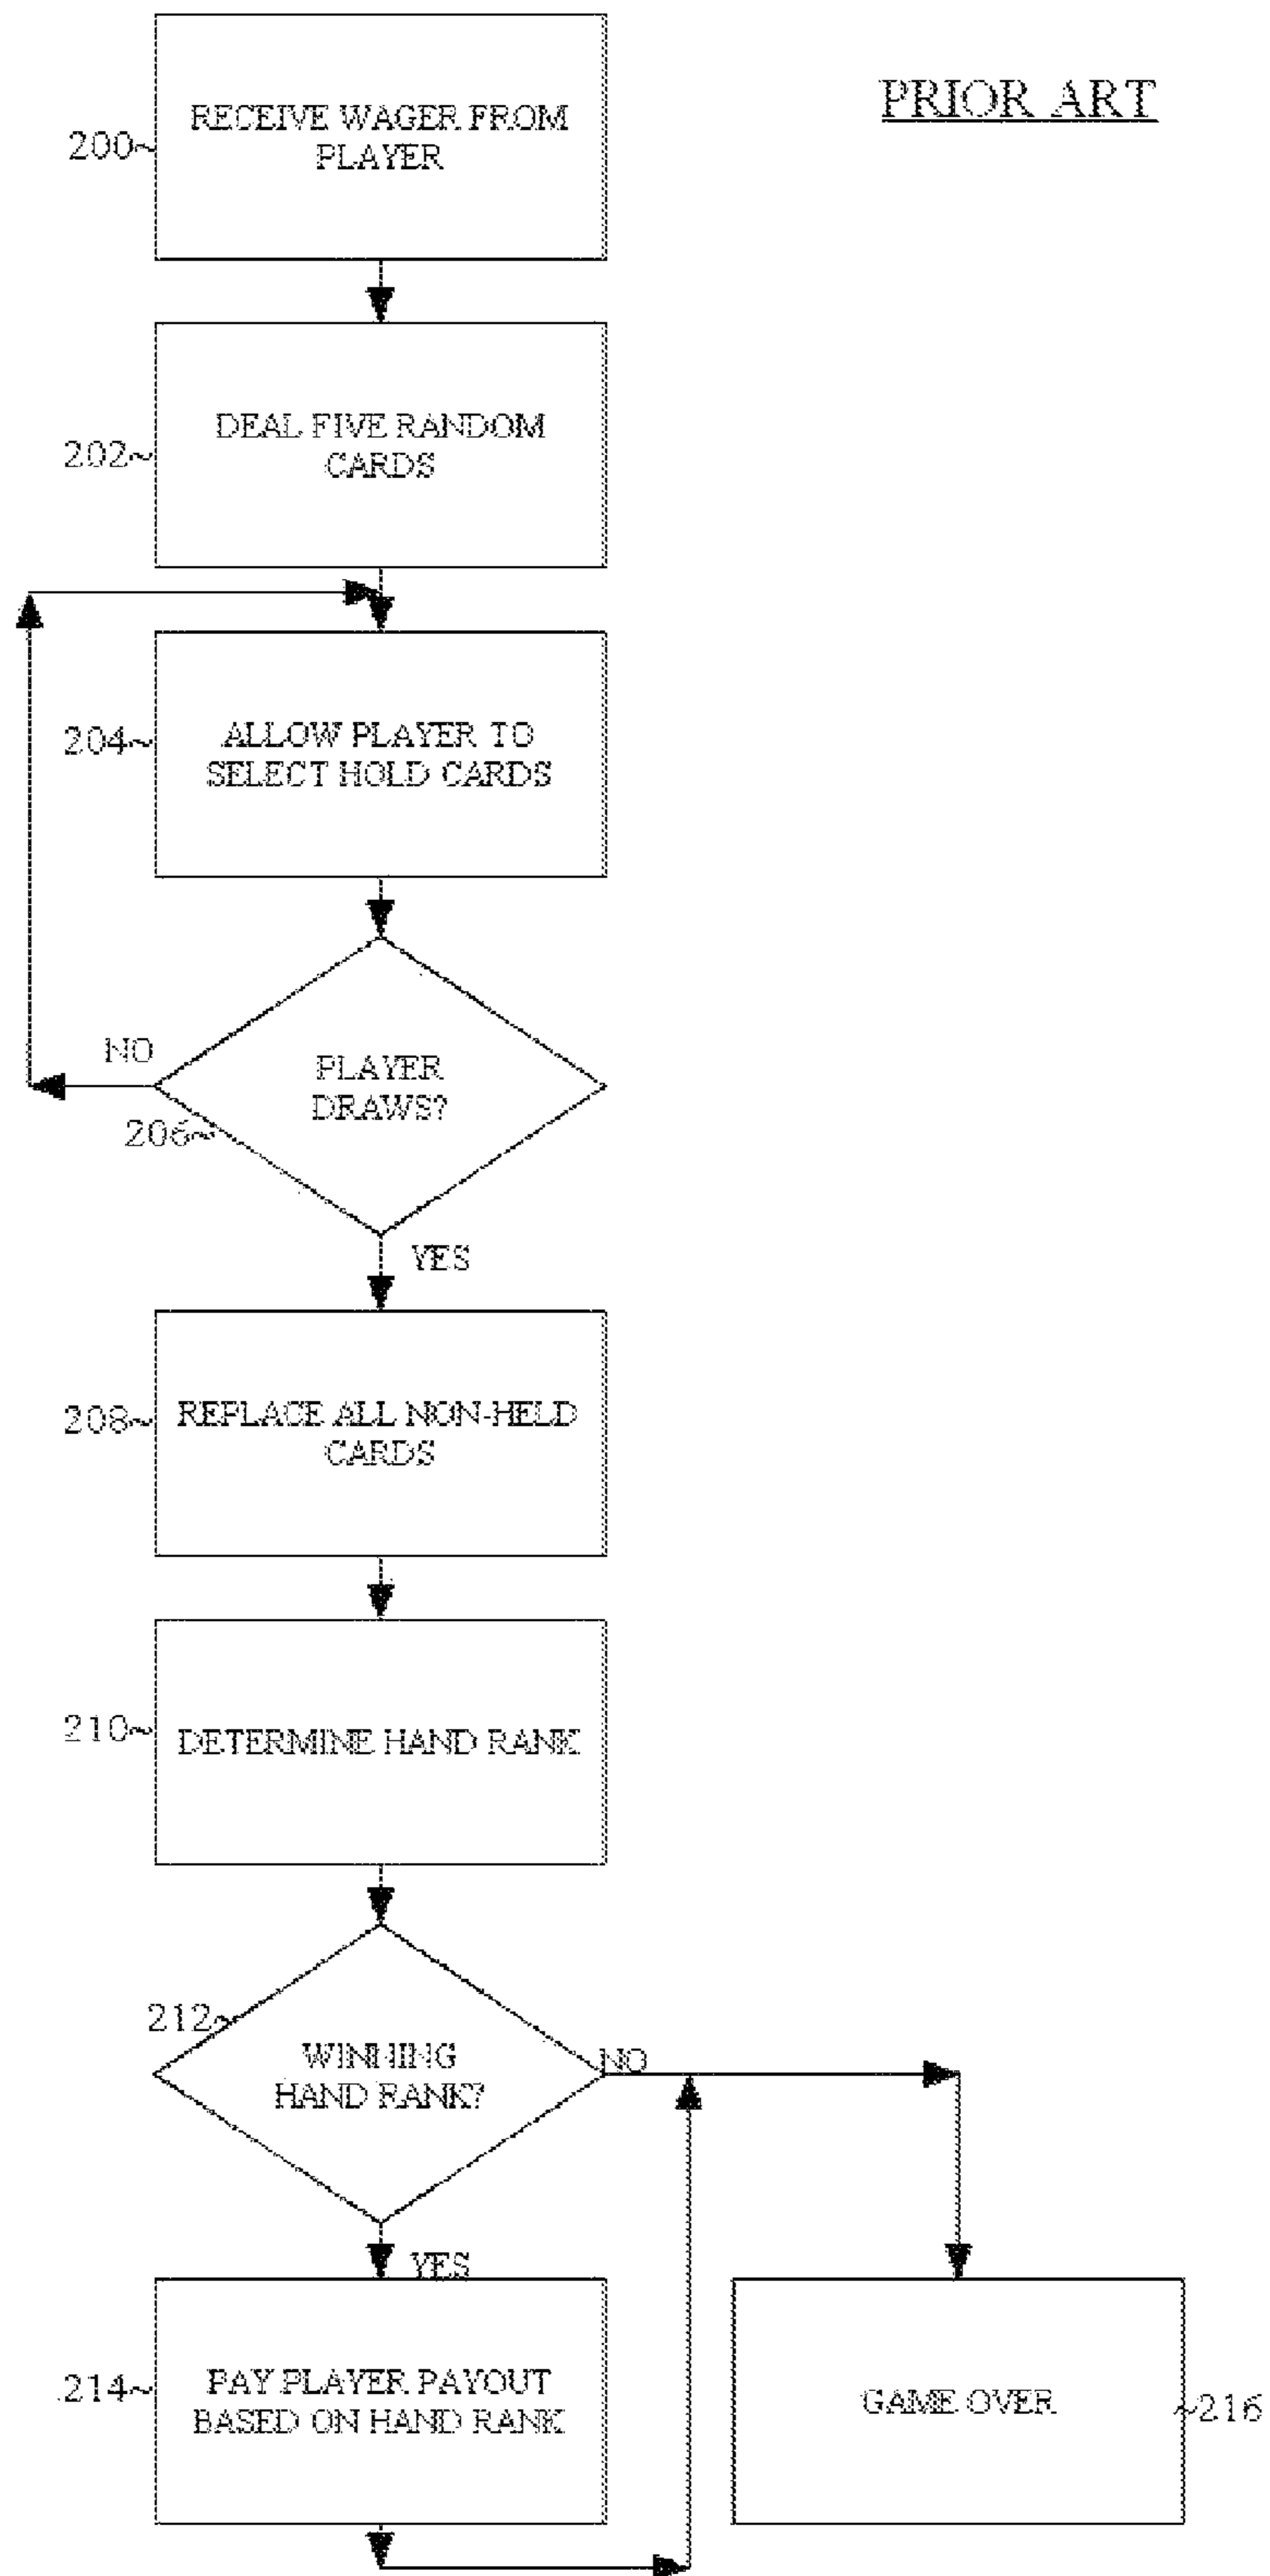 PRIOR ART
RECEIVE WAGER FROM
PLAYER
200~
DEAL FIVE RANDOM
CARDS
202~
ALLOW PLAYER TO
SELECT HOLD CARDS
204~
NO
PLAYER
DRAWS?
206~
YES
REPLACE ALL NON-HELD
CARDS
208~
DETERMINE HAND RANK
210~
212~
WINNING
HAND RANK?
NO
YES
PAY PLAYER PAYOUT
BASED ON HAND RANK
214~
GAME OVER
~216